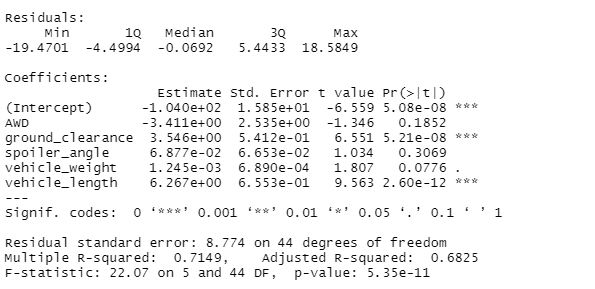 Residuals:
     Min       1Q   Median       3Q      Max
-19.4701  -4.4994  -0.0692   5.4433  18.5849

Coefficients:
                   Estimate Std. Error t value Pr(>|t|)
(Intercept)      -1.040e+02  1.585e+01  -6.559 5.08e-08 ***
AWD              -3.411e+00  2.535e+00  -1.346   0.1852
ground_clearance  3.546e+00  5.412e-01   6.551 5.21e-08 ***
spoiler_angle     6.877e-02  6.653e-02   1.034   0.3069
vehicle_weight    1.245e-03  6.890e-04   1.807   0.0776 .
vehicle_length    6.267e+00  6.553e-01   9.563 2.60e-12 ***
---
Signif. codes:  0 ‘***’ 0.001 ‘**’ 0.01 ‘*’ 0.05 ‘.’ 0.1 ‘ ’ 1

Residual standard error: 8.774 on 44 degrees of freedom
Multiple R-squared:  0.7149,    Adjusted R-squared:  0.6825
F-statistic: 22.07 on 5 and 44 DF,  p-value: 5.35e-11